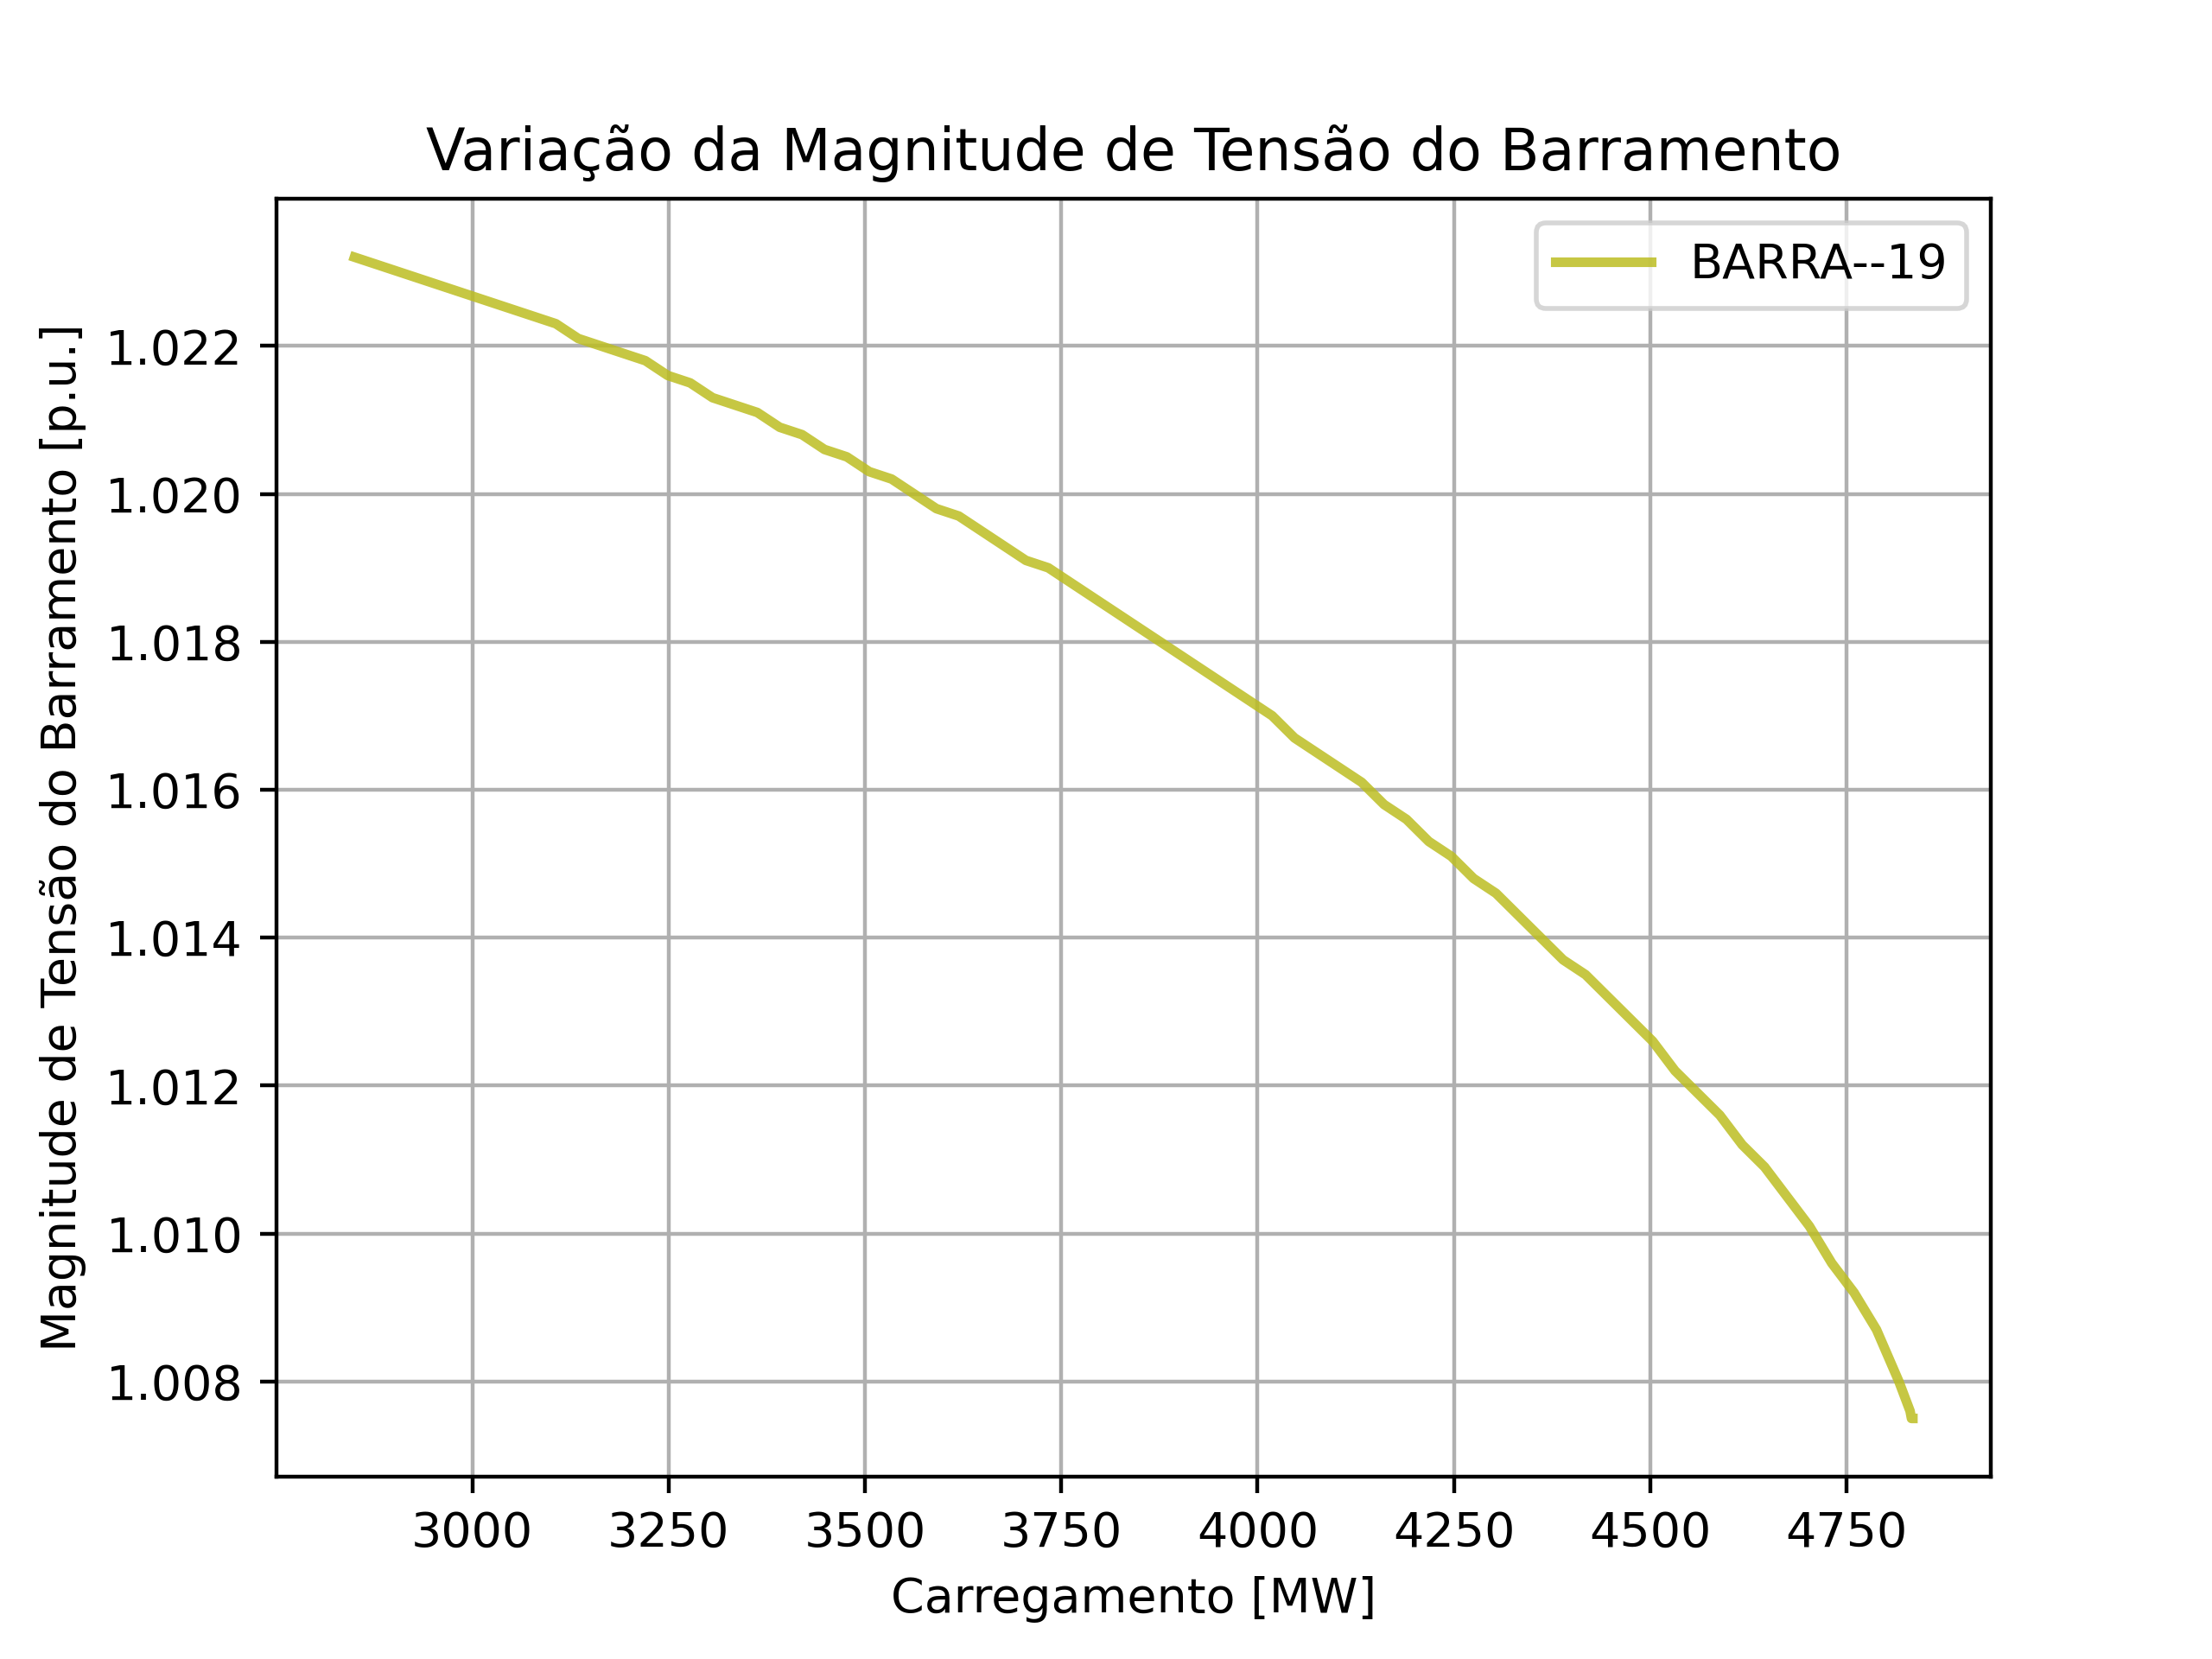 Variação da Magnitude de Tensão do Barramento
BARRA--19
Magnitude de Tensão do Barramento [p.u.]
1.022
1.020
1.018
1.016
1.014
1.012
1.010
1.008
3000 3250 3500 3750 4000 4250 4500 4750
Carregamento [MW]